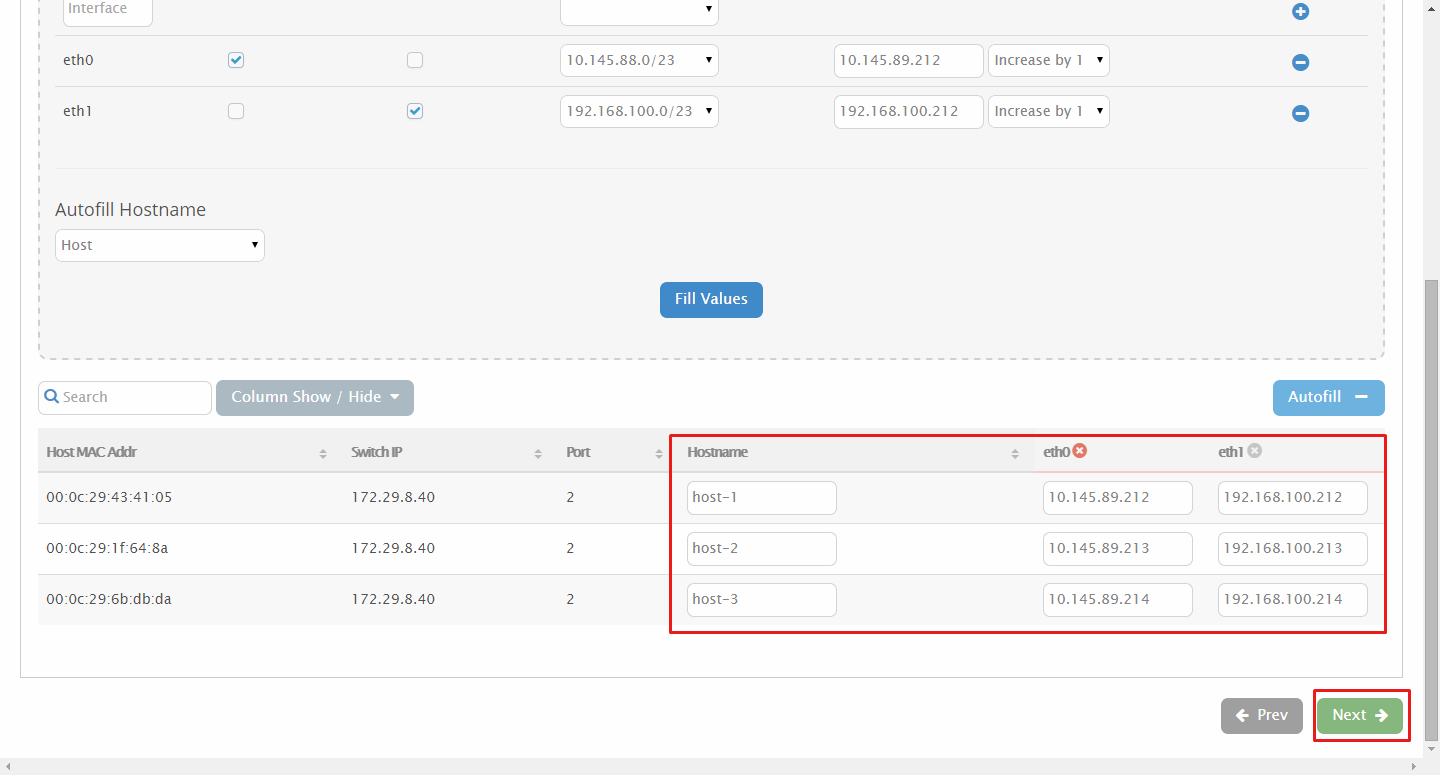 Interface
eth0 10.145.88.0/23 10.145.89.212 Increase by 1
eth1 192.168.100.0/23 192.168.100.212 Increase by 1
Autofill Hostname
Host
Fill Values
Search Column Show / Hide Autofill
Host MAC Addr Switch IP Port Hostname eth0 eth1
00:0c:29:43:41:05 172.29.8.40 2 host-1 10.145.89.212 192.168.100.212
00:0c:29:1f:64:8a 172.29.8.40 2 host-2 10.145.89.213 192.168.100.213
00:0c:29:6b:db:da 172.29.8.40 2 host-3 10.145.89.214 192.168.100.214
Prev Next